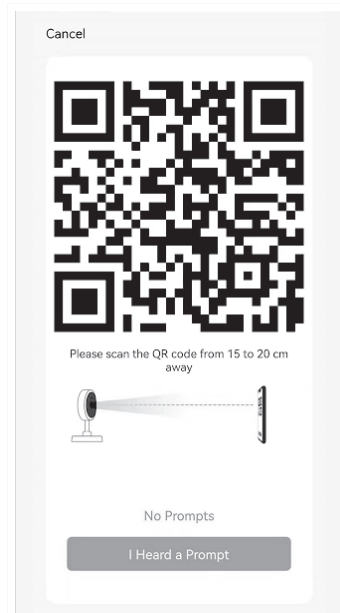 Cancel
Please scan the QR code from 15 to 20 cm
away
No Prompts
I Heard a Prompt